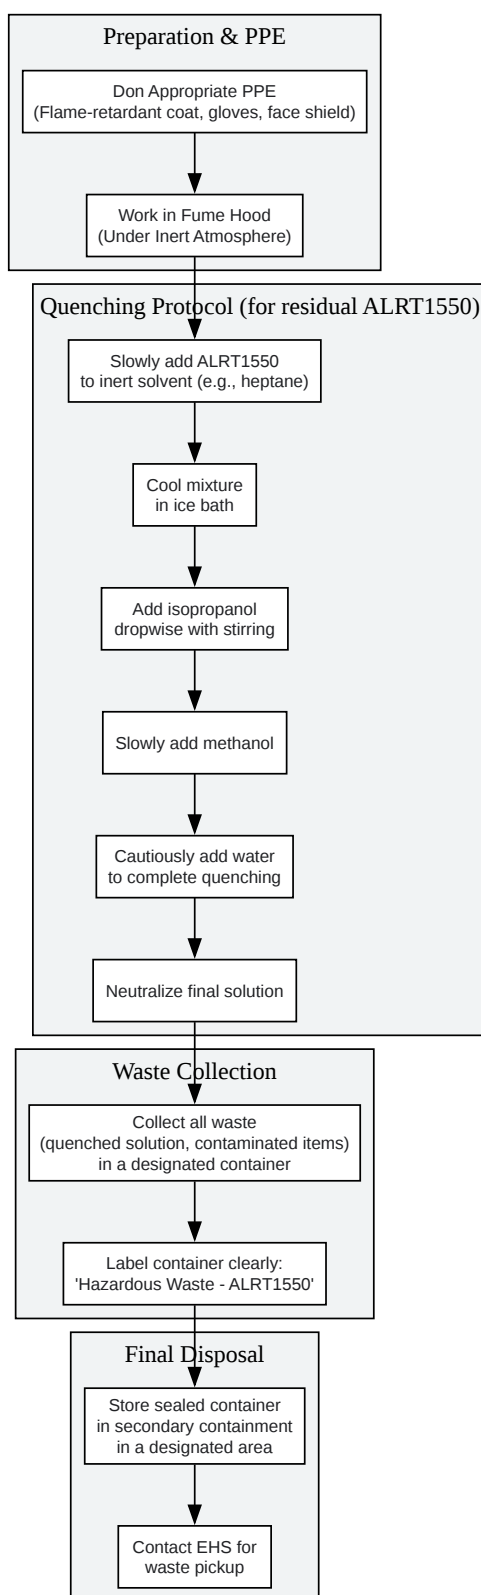 Preparation & PPE
Don Appropriate PPE
(Flame-retardant coat, gloves, face shield)
Work in Fume Hood
(Under Inert Atmosphere)
Quenching Protocol (for residual ALRT1550)
Slowly add ALRT1550
to inert solvent (e.g., heptane)
Cool mixture
in ice bath
Add isopropanol
dropwise with stirring
Slowly add methanol
Cautiously add water
to complete quenching
Neutralize final solution
Waste Collection
Collect all waste
(quenched solution, contaminated items)
in a designated container
Label container clearly:
'Hazardous Waste - ALRT1550'
Final Disposal
Store sealed container
in secondary containment
in a designated area
Contact EHS for
waste pickup